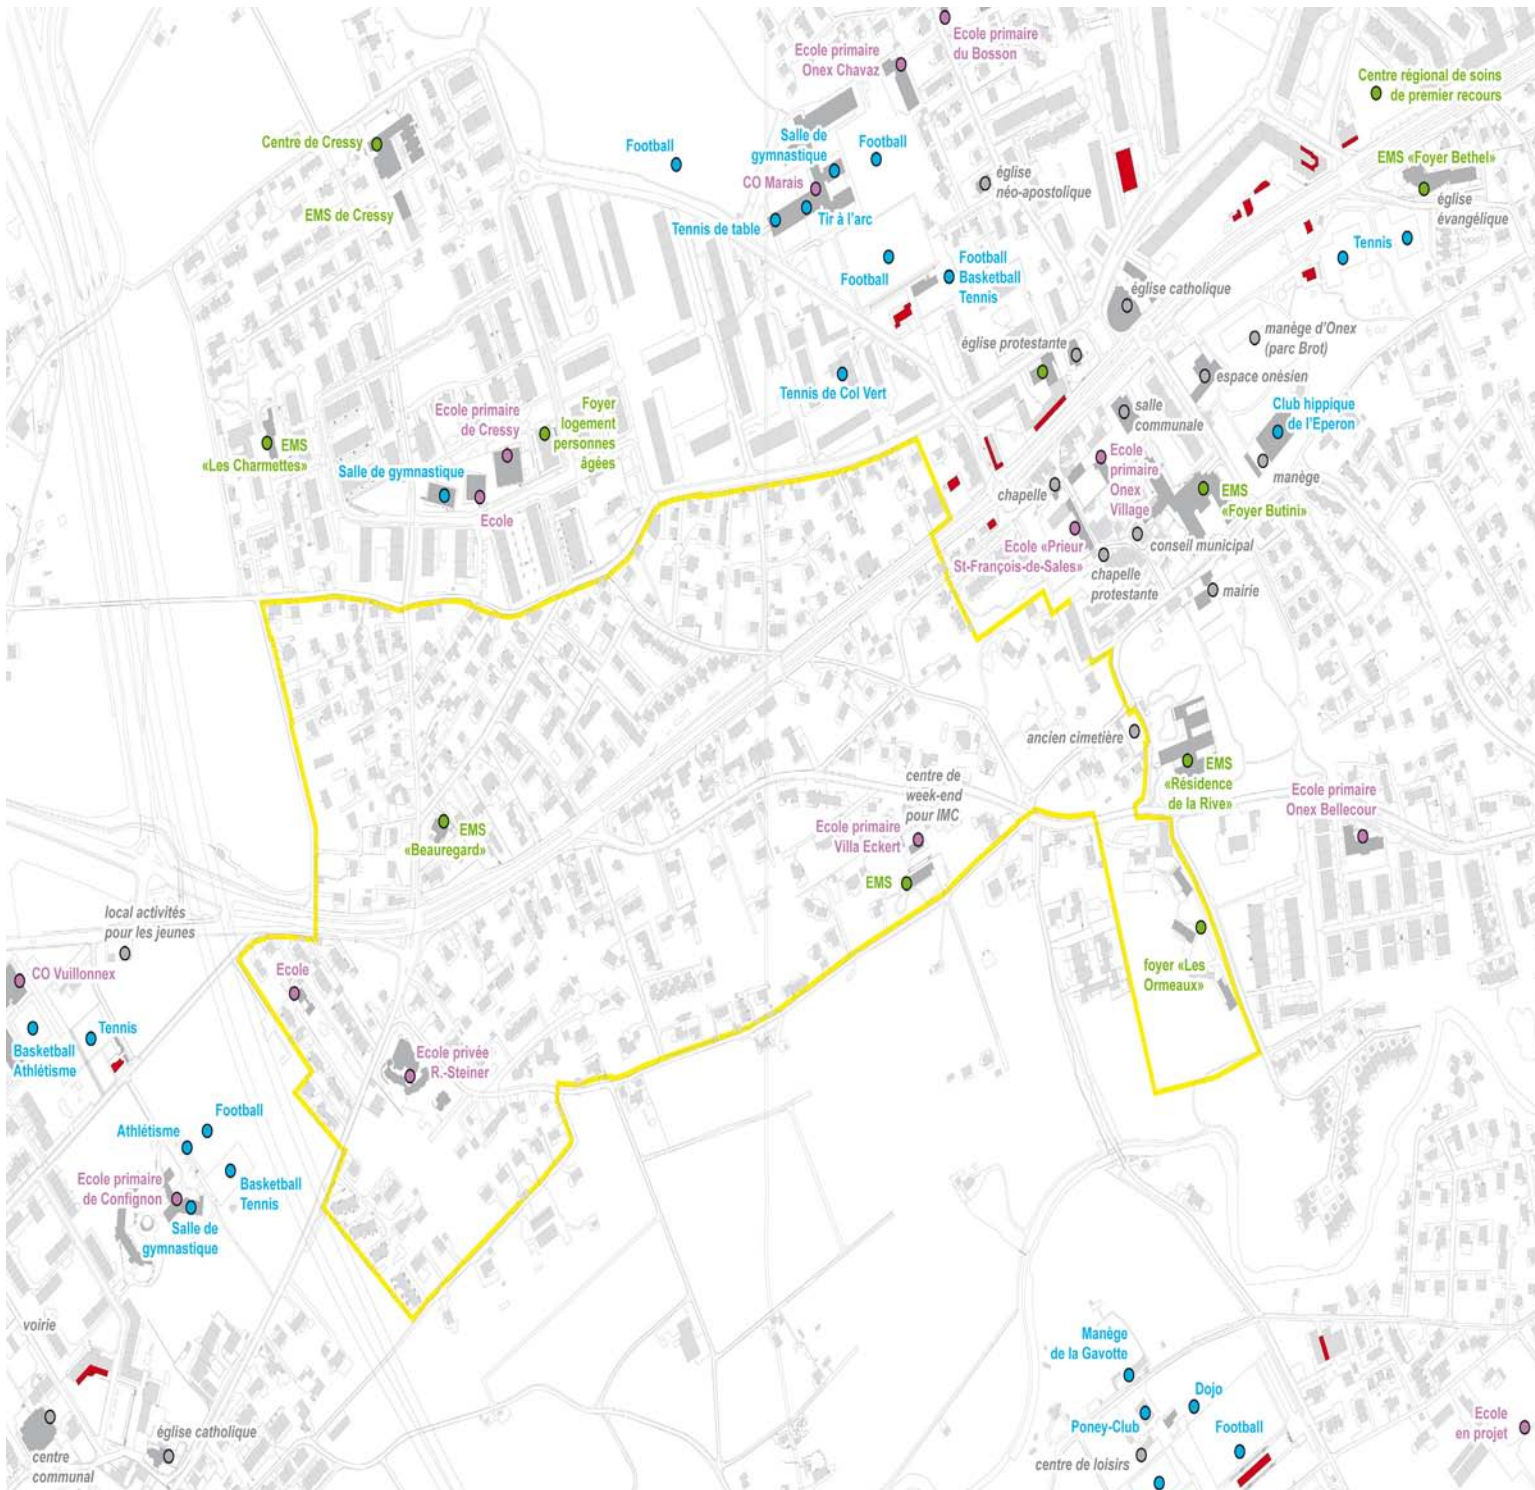 Ecole primaire
du Bosson
Ecole primaire
Onex Chavaz
Centre régional de soins
de premier recours
Centre de Cressy
Football
Salle de
gymnastique
Football
EMS «Foyer Bethel»
église
néo-apostolique
CO Marais
EMS de Cressy
église
évangélique
Tennis de table
Tir à l'arc
Tennis
Football
Football
Basketball
Tennis
église catholique
manège d'Onex
(parc Brot)
église protestante
espace onésien
Tennis de Col Vert
Club hippique
de l'Eperon
Ecole primaire
de Cressy
Foyer
logement
personnes
âgées
salle
communale
EMS
«Les Charmettes»
Salle de gymnastique
Ecole
primaire
Onex
Village
manège
chapelle
EMS
«Foyer Butini»
Ecole
Ecole «Prieur
St-François-de-Sales»
conseil municipal
chapelle
protestante
mairie
ancien cimetière
EMS
«Résidence
de la Rive»
centre de
week-end
pour IMC
Ecole primaire
Onex Bellecour
EMS
«Beauregard»
Ecole primaire
Villa Eckert
EMS
local activités
pour les jeunes
CO Vuillonnex
Ecole
foyer «Les
Ormeaux»
Tennis
Basketball
Athlétisme
Ecole privée
R.-Steiner
Football
Athlétisme
Ecole primaire
de Confignon
Basketball
Tennis
Salle de
gymnastique
voirie
Manège
de la Gavotte
Dojo
Poney-Club
Football
Ecole
en projet
église catholique
centre
communal
centre de loisirs